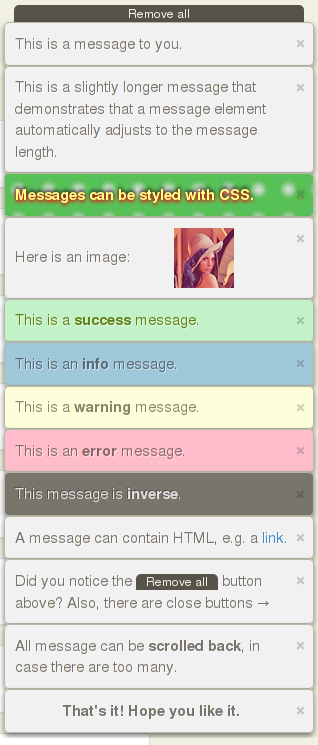 Remove all
This is a message to you. ×
This is a slightly longer message that ×
demonstrates that a message element
automatically adjusts to the message
length.
Messages can be styled with CSS. ×
Here is an image: ×
This is a success message. ×
This is an info message. ×
This is a warning message. ×
This is an error message. ×
This message is inverse. ×
A message can contain HTML, e.g. a link. ×
Did you notice the Remove all button ×
above? Also, there are close buttons →
All message can be scrolled back, in ×
case there are too many.
That's it! Hope you like it. ×